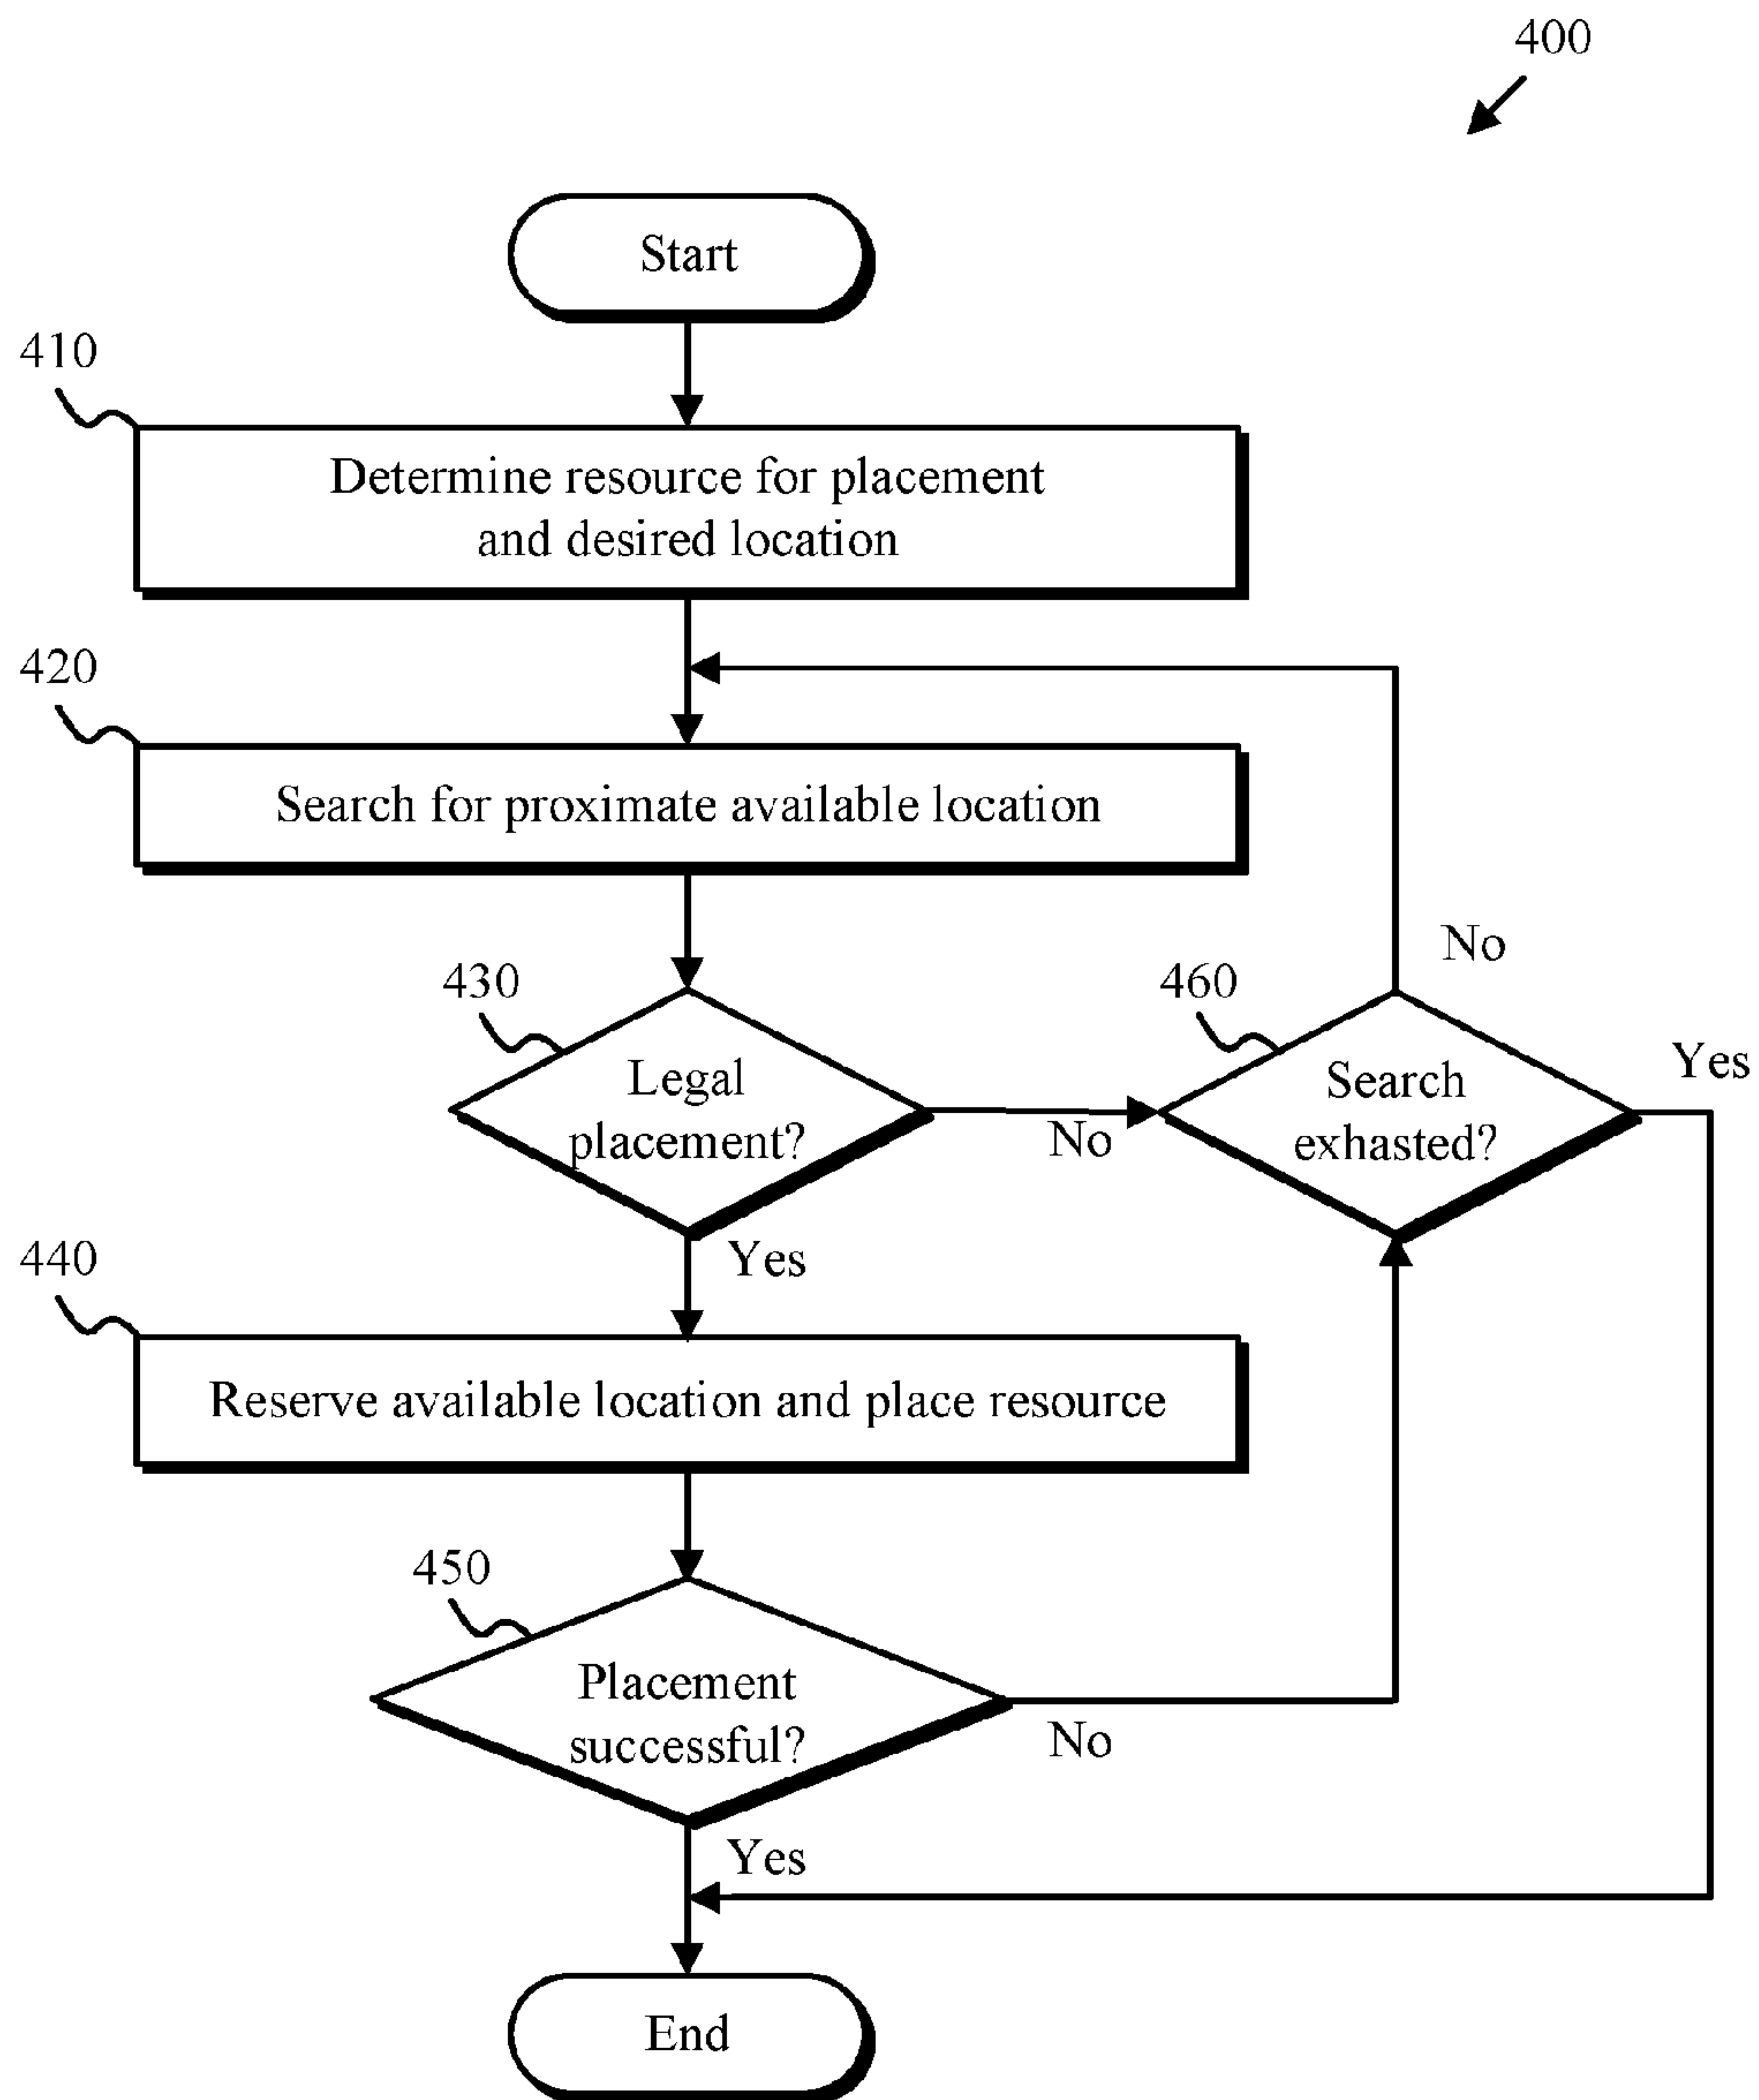 400
Start
410
Determine resource for placement
and desired location
420
Search for proximate available location
430
Legal
placement?
No
Yes
460
Search
exhasted?
No
Yes
440
Reserve available location and place resource
450
Placement
successful?
No
Yes
End